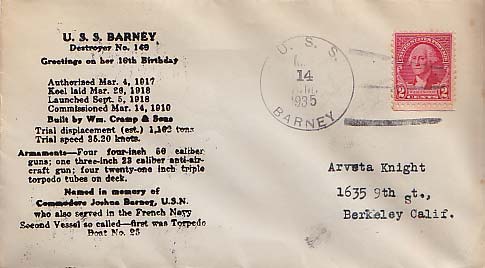 U. S. S. BARNEY
Destroyer No. 149
Greetings on her 16th Birthday
Authorized Mar. 4, 1917
Keel laid Mar. 26, 1918
Launched Sept. 5, 1918
Commissioned Mar. 14, 1919
Built by Wm. Cramp & Sons
Trial displacement (est.) 1,162 tons
Trial speed 35.20 knots.
Armaments—Four four-inch 50 caliber
guns; one three-inch 23 caliber anti-air-
craft gun; four twenty-one inch triple
torpedo tubes on deck.
Named in memory of
Commodore Joshua Barney, U.S.N.
who also served in the French Navy
Second Vessel so called—first was Torpedo
Boat No. 25
U. S. S.
14
1935
BARNEY
2 CENTS 2
Arvsta Knight
1635 9th st.,
Berkeley Calif.